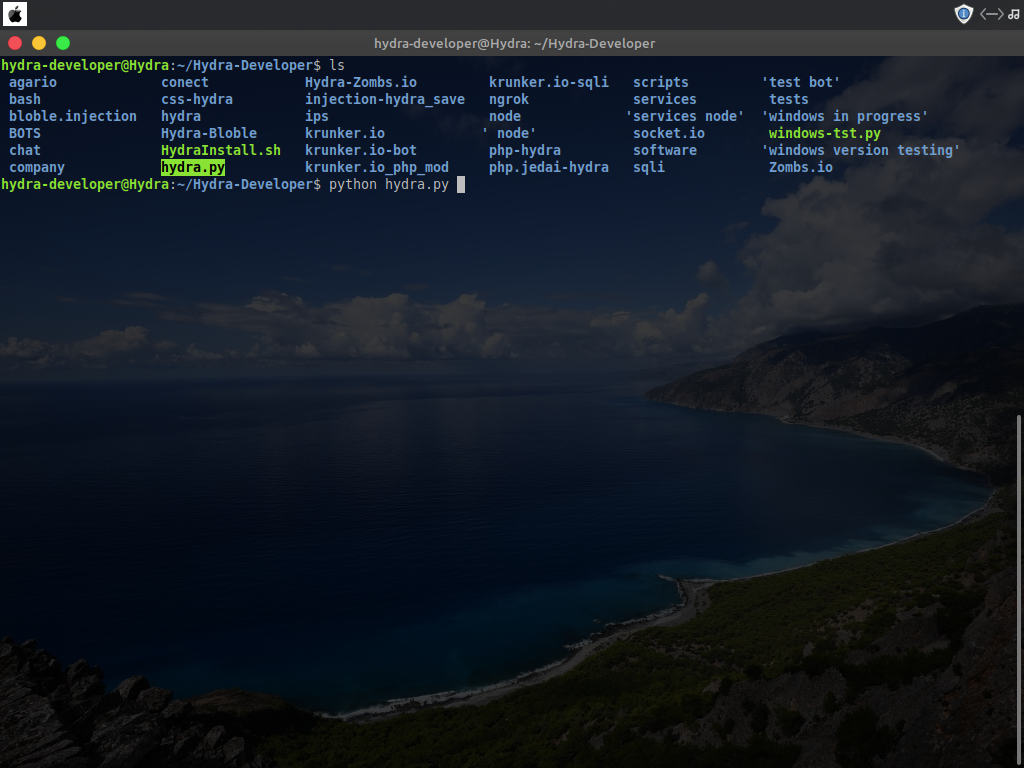 hydra-developer@Hydra: ~/Hydra-Developer
hydra-developer@Hydra:~/Hydra-Developer$ ls
agario conect Hydra-Zombs.io krunker.io-sqli scripts 'test bot'
bash css-hydra injection-hydra_save ngrok services tests
bloble.injection hydra ips node 'services node' 'windows in progress'
BOTS Hydra-Bloble krunker.io ' node' socket.io windows-tst.py
chat HydraInstall.sh krunker.io-bot php-hydra software 'windows version testing'
company hydra.py krunker.io_php_mod php.jedai-hydra sqli Zombs.io
hydra-developer@Hydra:~/Hydra-Developer$ python hydra.py